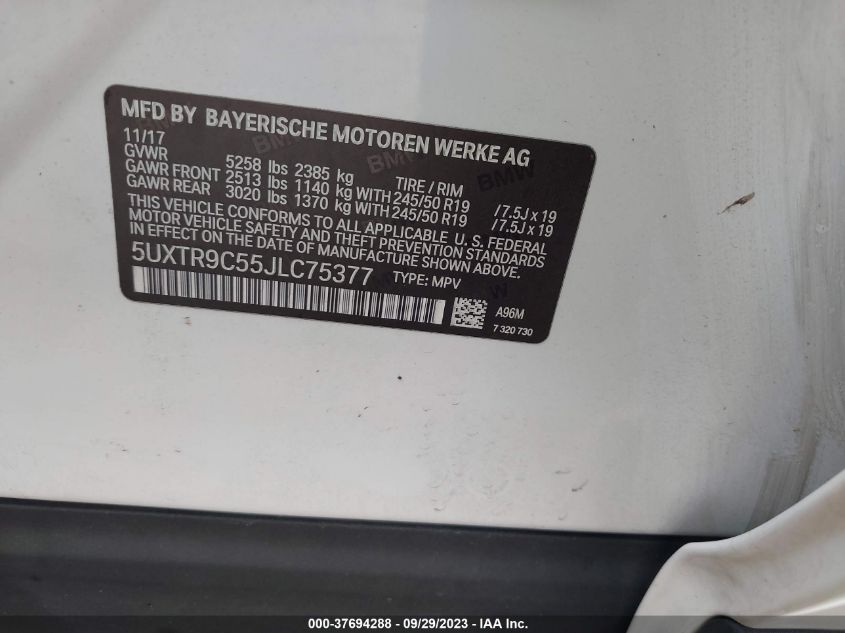 MFD BY BAYERISCHE MOTOREN WERKE AG
11/17
GVWR 5258 lbs 2385 kg TIRE / RIM
GAWR FRONT 2513 lbs 1140 kg WITH 245/50 R19 / 7.5J x 19
GAWR REAR 3020 lbs 1370 kg WITH 245/50 R19 / 7.5J x 19
THIS VEHICLE CONFORMS TO ALL APPLICABLE U. S. FEDERAL
MOTOR VEHICLE SAFETY AND THEFT PREVENTION STANDARDS
IN EFFECT ON THE DATE OF MANUFACTURE SHOWN ABOVE.
5UXTR9C55JLC75377 TYPE: MPV
A96M
7 320 730
000-37694288 - 09/29/2023 - IAA Inc.